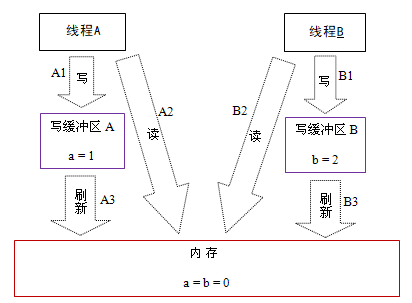 线程A
线程B
A1
写
写
B1
A2
B2
写缓冲区 A
a = 1
读
读
写缓冲区 B
b = 2
刷新
A3
刷新
B3
内 存
a = b = 0